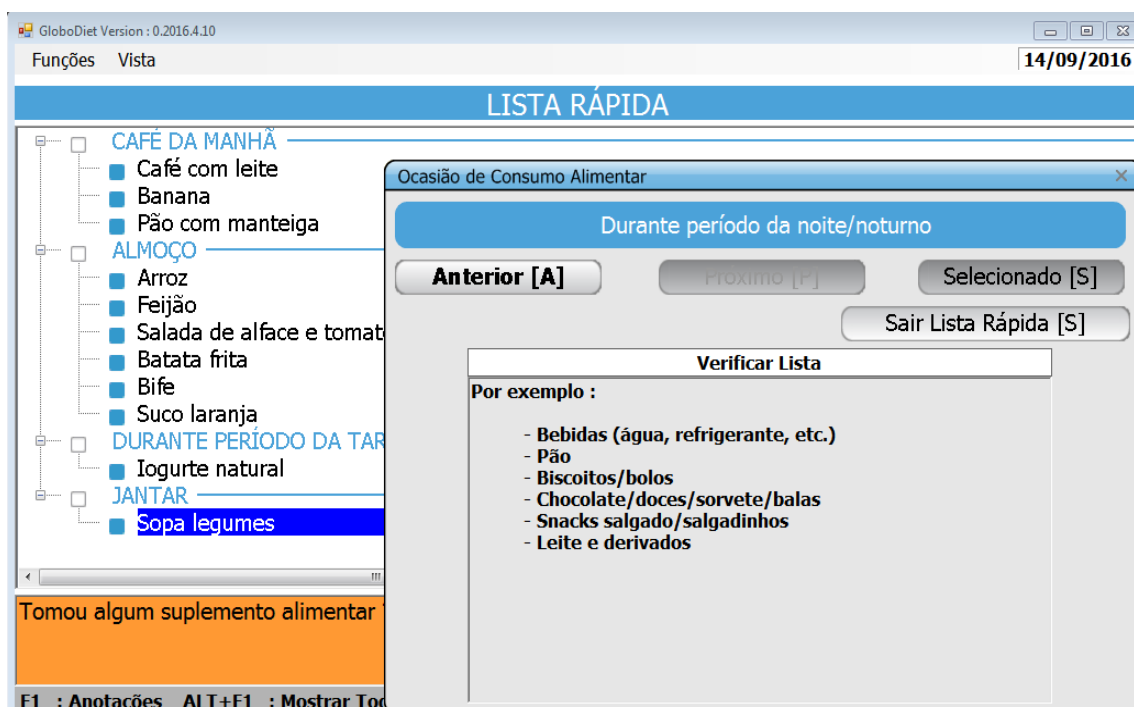 GloboDiet Version : 0.2016.4.10
Funções Vista
14/09/2016
LISTA RÁPIDA
CAFÉ DA MANHÃ
Café com leite
Banana
Pão com manteiga
ALMOÇO
Arroz
Feijão
Salada de alface e tomat
Batata frita
Bife
Suco laranja
DURANTE PERÍODO DA TAR
Iogurte natural
JANTAR
Sopa legumes
Tomou algum suplemento alimentar
F1 : Anotações ALT+F1 : Mostrar Too
Ocasião de Consumo Alimentar
Durante período da noite/noturno
Anterior [A]
Próximo [P]
Selecionado [S]
Sair Lista Rápida [S]
Verificar Lista
Por exemplo :
- Bebidas (água, refrigerante, etc.)
- Pão
- Biscoitos/bolos
- Chocolate/doces/sorvete/balas
- Snacks salgado/salgadinhos
- Leite e derivados